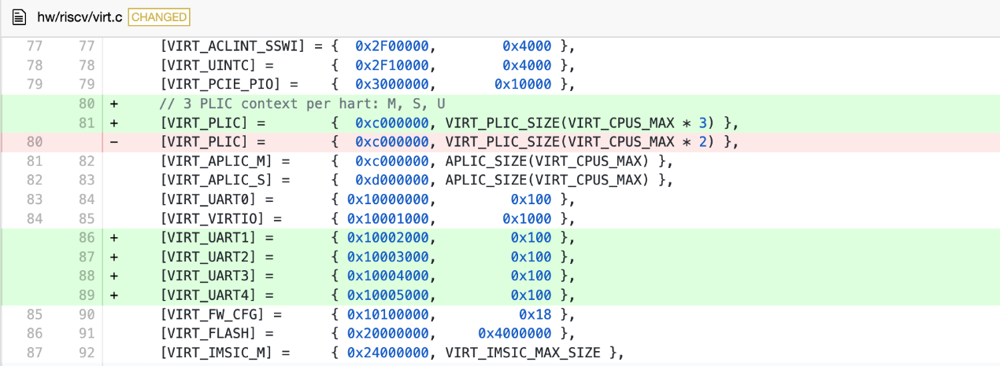 hw/riscv/virt.c CHANGED
77 77 [VIRT_ACLINT_SSWI] = { 0x2F00000, 0x4000 },
78 78 [VIRT_UINTC] = { 0x2F10000, 0x4000 },
79 79 [VIRT_PCIE_PIO] = { 0x3000000, 0x10000 },
80 + // 3 PLIC context per hart: M, S, U
81 + [VIRT_PLIC] = { 0xc000000, VIRT_PLIC_SIZE(VIRT_CPUS_MAX * 3) },
80 - [VIRT_PLIC] = { 0xc000000, VIRT_PLIC_SIZE(VIRT_CPUS_MAX * 2) },
81 82 [VIRT_APLIC_M] = { 0xc000000, APLIC_SIZE(VIRT_CPUS_MAX) },
82 83 [VIRT_APLIC_S] = { 0xd000000, APLIC_SIZE(VIRT_CPUS_MAX) },
83 84 [VIRT_UART0] = { 0x10000000, 0x100 },
84 85 [VIRT_VIRTIO] = { 0x10001000, 0x1000 },
86 + [VIRT_UART1] = { 0x10002000, 0x100 },
87 + [VIRT_UART2] = { 0x10003000, 0x100 },
88 + [VIRT_UART3] = { 0x10004000, 0x100 },
89 + [VIRT_UART4] = { 0x10005000, 0x100 },
85 90 [VIRT_FW_CFG] = { 0x10100000, 0x18 },
86 91 [VIRT_FLASH] = { 0x20000000, 0x4000000 },
87 92 [VIRT_IMSIC_M] = { 0x24000000, VIRT_IMSIC_MAX_SIZE },